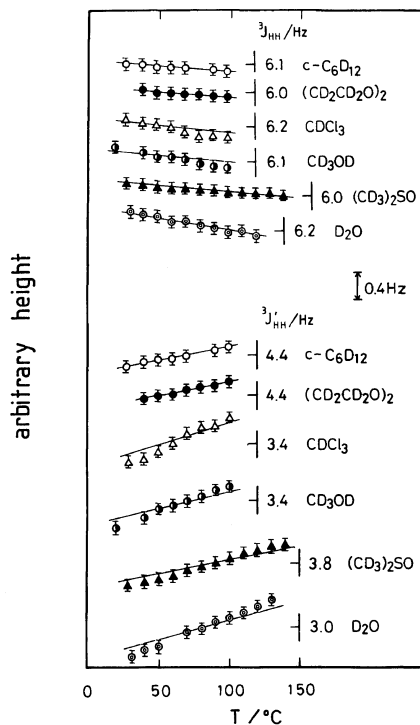 ³J_HH/Hz
6.1 c-C₆D₁₂
6.0 (CD₂CD₂O)₂
6.2 CDCl₃
6.1 CD₃OD
6.0 (CD₃)₂SO
6.2 D₂O
0.4Hz
³J'_HH/Hz
4.4 c-C₆D₁₂
4.4 (CD₂CD₂O)₂
3.4 CDCl₃
3.4 CD₃OD
3.8 (CD₃)₂SO
3.0 D₂O
arbitrary height
0 50 100 150
T / °C